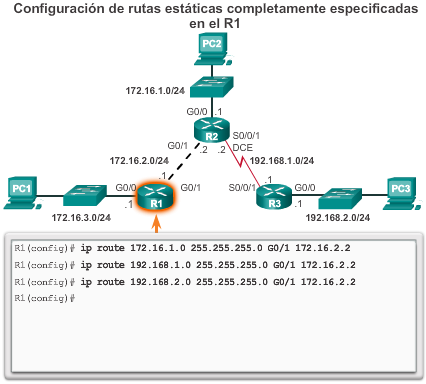 Configuración de rutas estáticas completamente especificadas
en el R1
PC2
172.16.1.0/24
G0/0
.1
R2
G0/1
.2
.2
S0/0/1
DCE
172.16.2.0/24
192.168.1.0/24
PC1
G0/0
.1
G0/1
.1
R1
172.16.3.0/24
S0/0/1
.1
G0/0
.1
R3
PC3
192.168.2.0/24
R1(config)# ip route 172.16.1.0 255.255.255.0 G0/1 172.16.2.2
R1(config)# ip route 192.168.1.0 255.255.255.0 G0/1 172.16.2.2
R1(config)# ip route 192.168.2.0 255.255.255.0 G0/1 172.16.2.2
R1(config)#